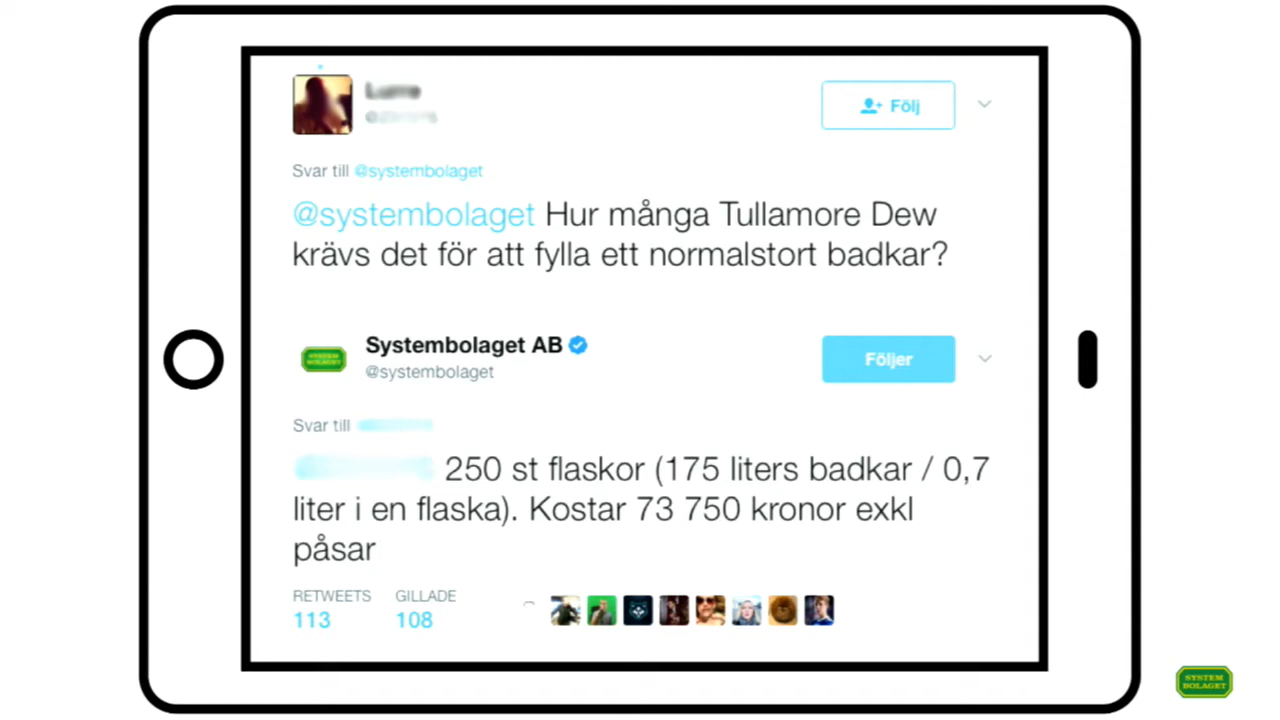 Följ
Svar till @systembolaget
@systembolaget Hur många Tullamore Dew
krävs det för att fylla ett normalstort badkar?
Systembolaget AB
Följer
@systembolaget
Svar till
250 st flaskor (175 liters badkar / 0,7
liter i en flaska). Kostar 73 750 kronor exkl
påsar
RETWEETS GILLADE
113 108
SYSTEM
BOLAGET